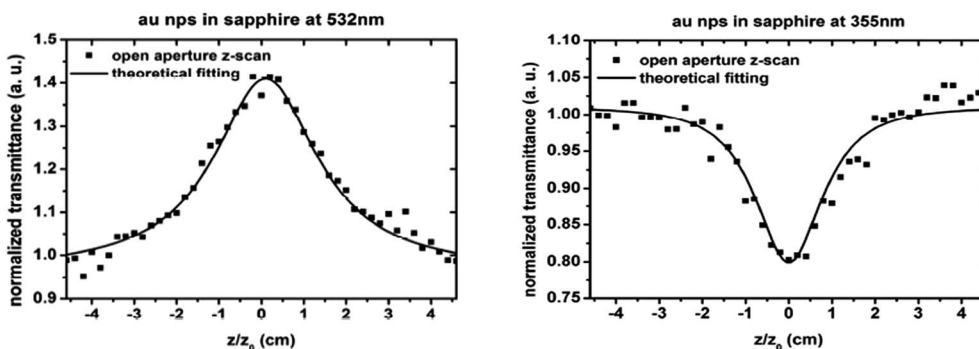 au nps in sapphire at 532nm
normalized transmittance (a. u.)
1.5
1.4
1.3
1.2
1.1
1.0
0.9
open aperture z-scan
theoretical fitting
-4 -3 -2 -1 0 1 2 3 4
z/z0 (cm)
au nps in sapphire at 355nm
normalized transmittance (a. u.)
1.10
1.05
1.00
0.95
0.90
0.85
0.80
0.75
open aperture z-scan
theoretical fitting
-4 -3 -2 -1 0 1 2 3 4
z/z0 (cm)